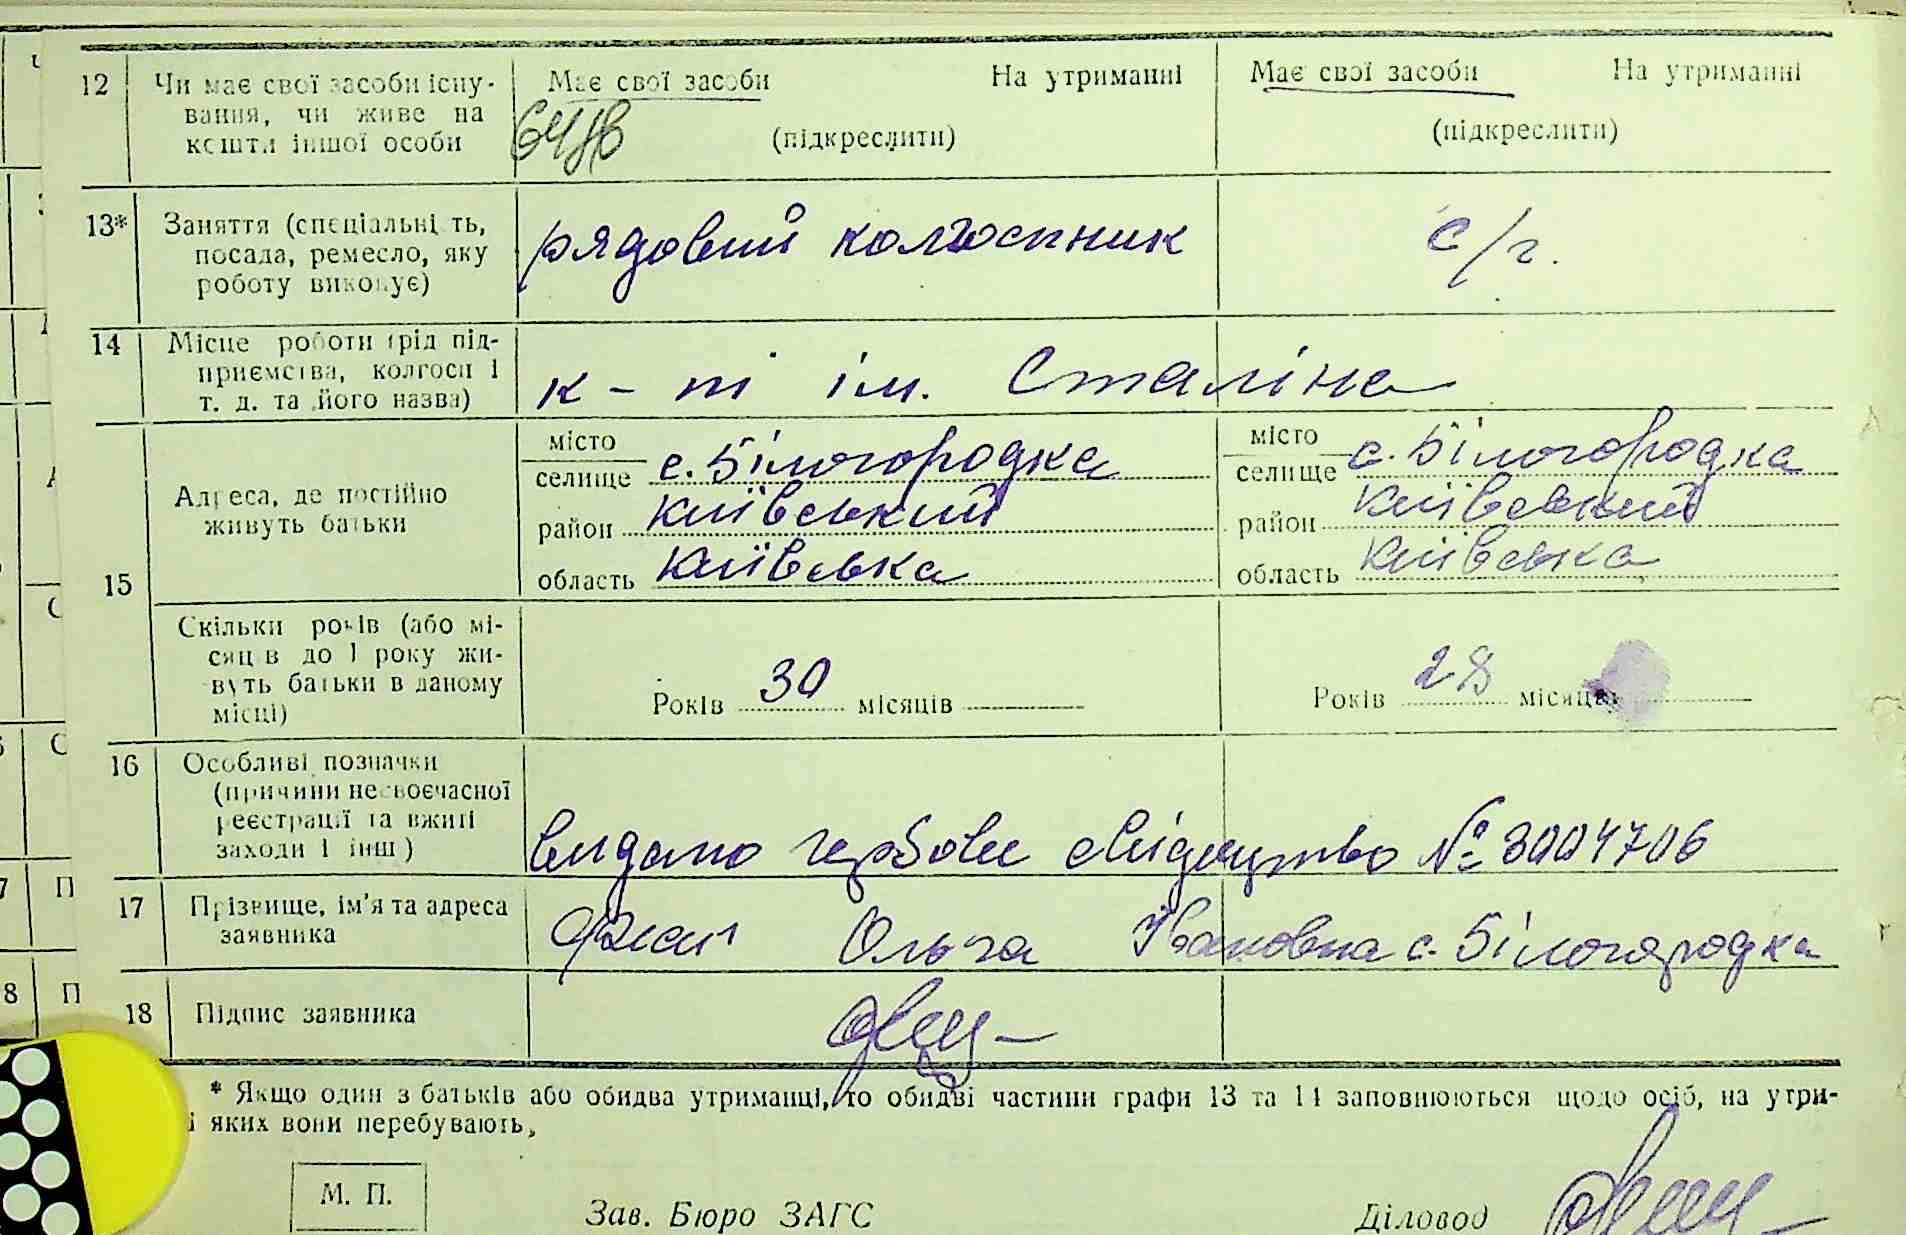 12 Чи має свої засоби існу- Має свої засоби На утриманні Має свої засоби На утриманні
вання, чи живе на
кошти іншої особи (підкреслити) (підкреслити)
13* Заняття (спеціальність, рядовий колгоспник с/г.
посада, ремесло, яку
роботу виконує)
14 Місце роботи (рід під-
приємства, колгосп і к-пі ім. Сталіна
т. д. та його назва)
15 Адреса, де постійно живуть батьки
місто
селище с. Білогородка
район Київський
область Київська
місто
селище с. Білогородка
район Київський
область Київська
Скільки років (або мі-
сяців до 1 року жи-
вуть батьки в даному Років 30 місяців Років 28 місяців
місці)
16 Особливі позначки
(причини несвоєчасної
реєстрації та вжиті
заходи і інш) видано гербове свідоцтво № 3004706
17 Прізвище, ім'я та адреса
заявника Ольга Івановна с. Білогородка
18 Підпис заявника
* Якщо один з батьків або обидва утриманці, то обидві частини графи 13 та 14 заповнюються щодо осіб, на утри-
і яких вони перебувають,
М. П.
Зав. Бюро ЗАГС Діловод